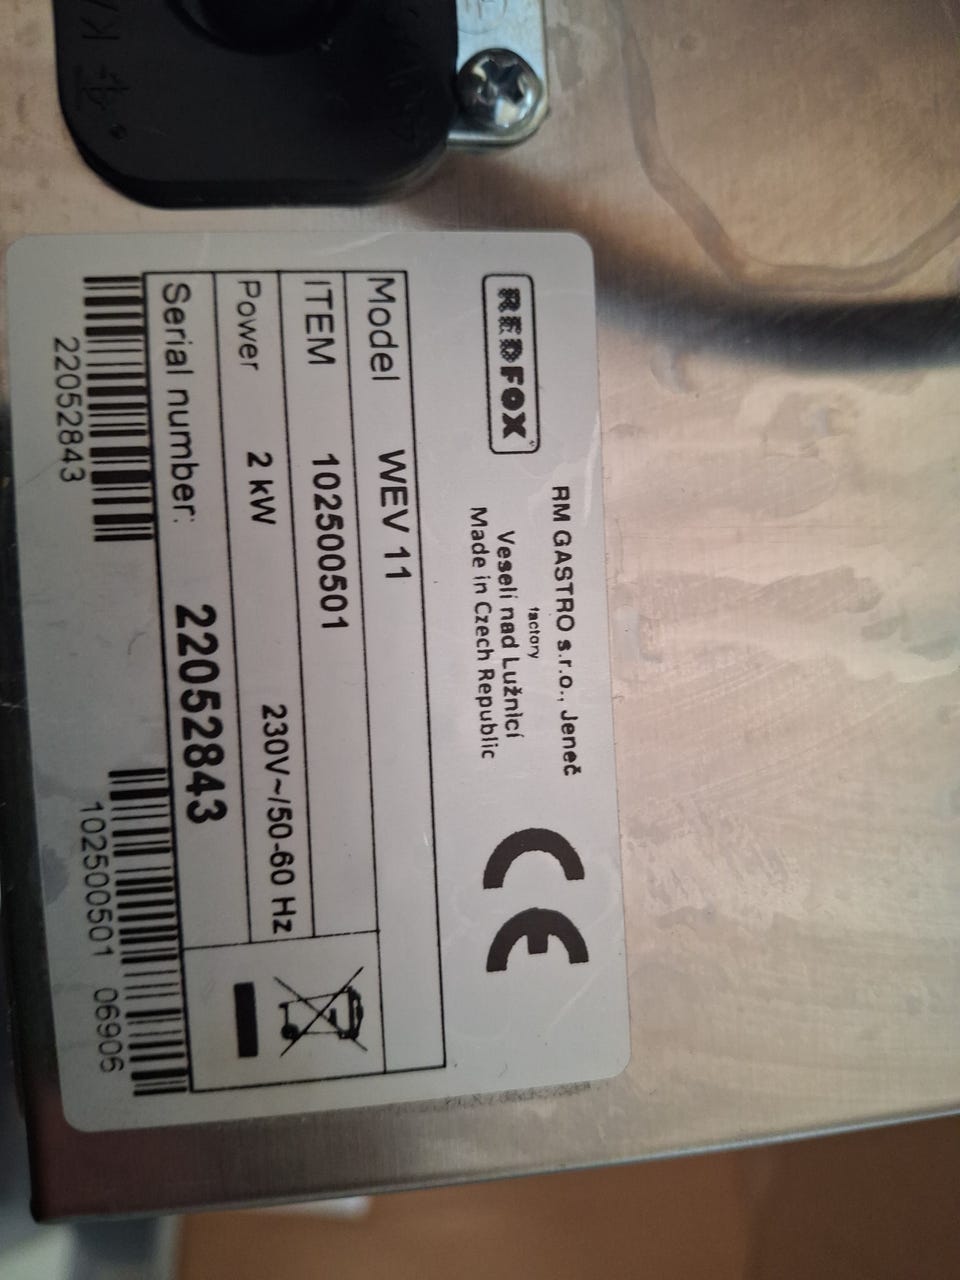 REDFOX
RM GASTRO s.r.o., Jeneč
factory
Veselí nad Lužnicí
Made in Czech Republic
CE
Model WEV 11
ITEM 102500501
Power 2 kW 230V~/50-60 Hz
Serial number: 22052843
22052843
102500501 06906